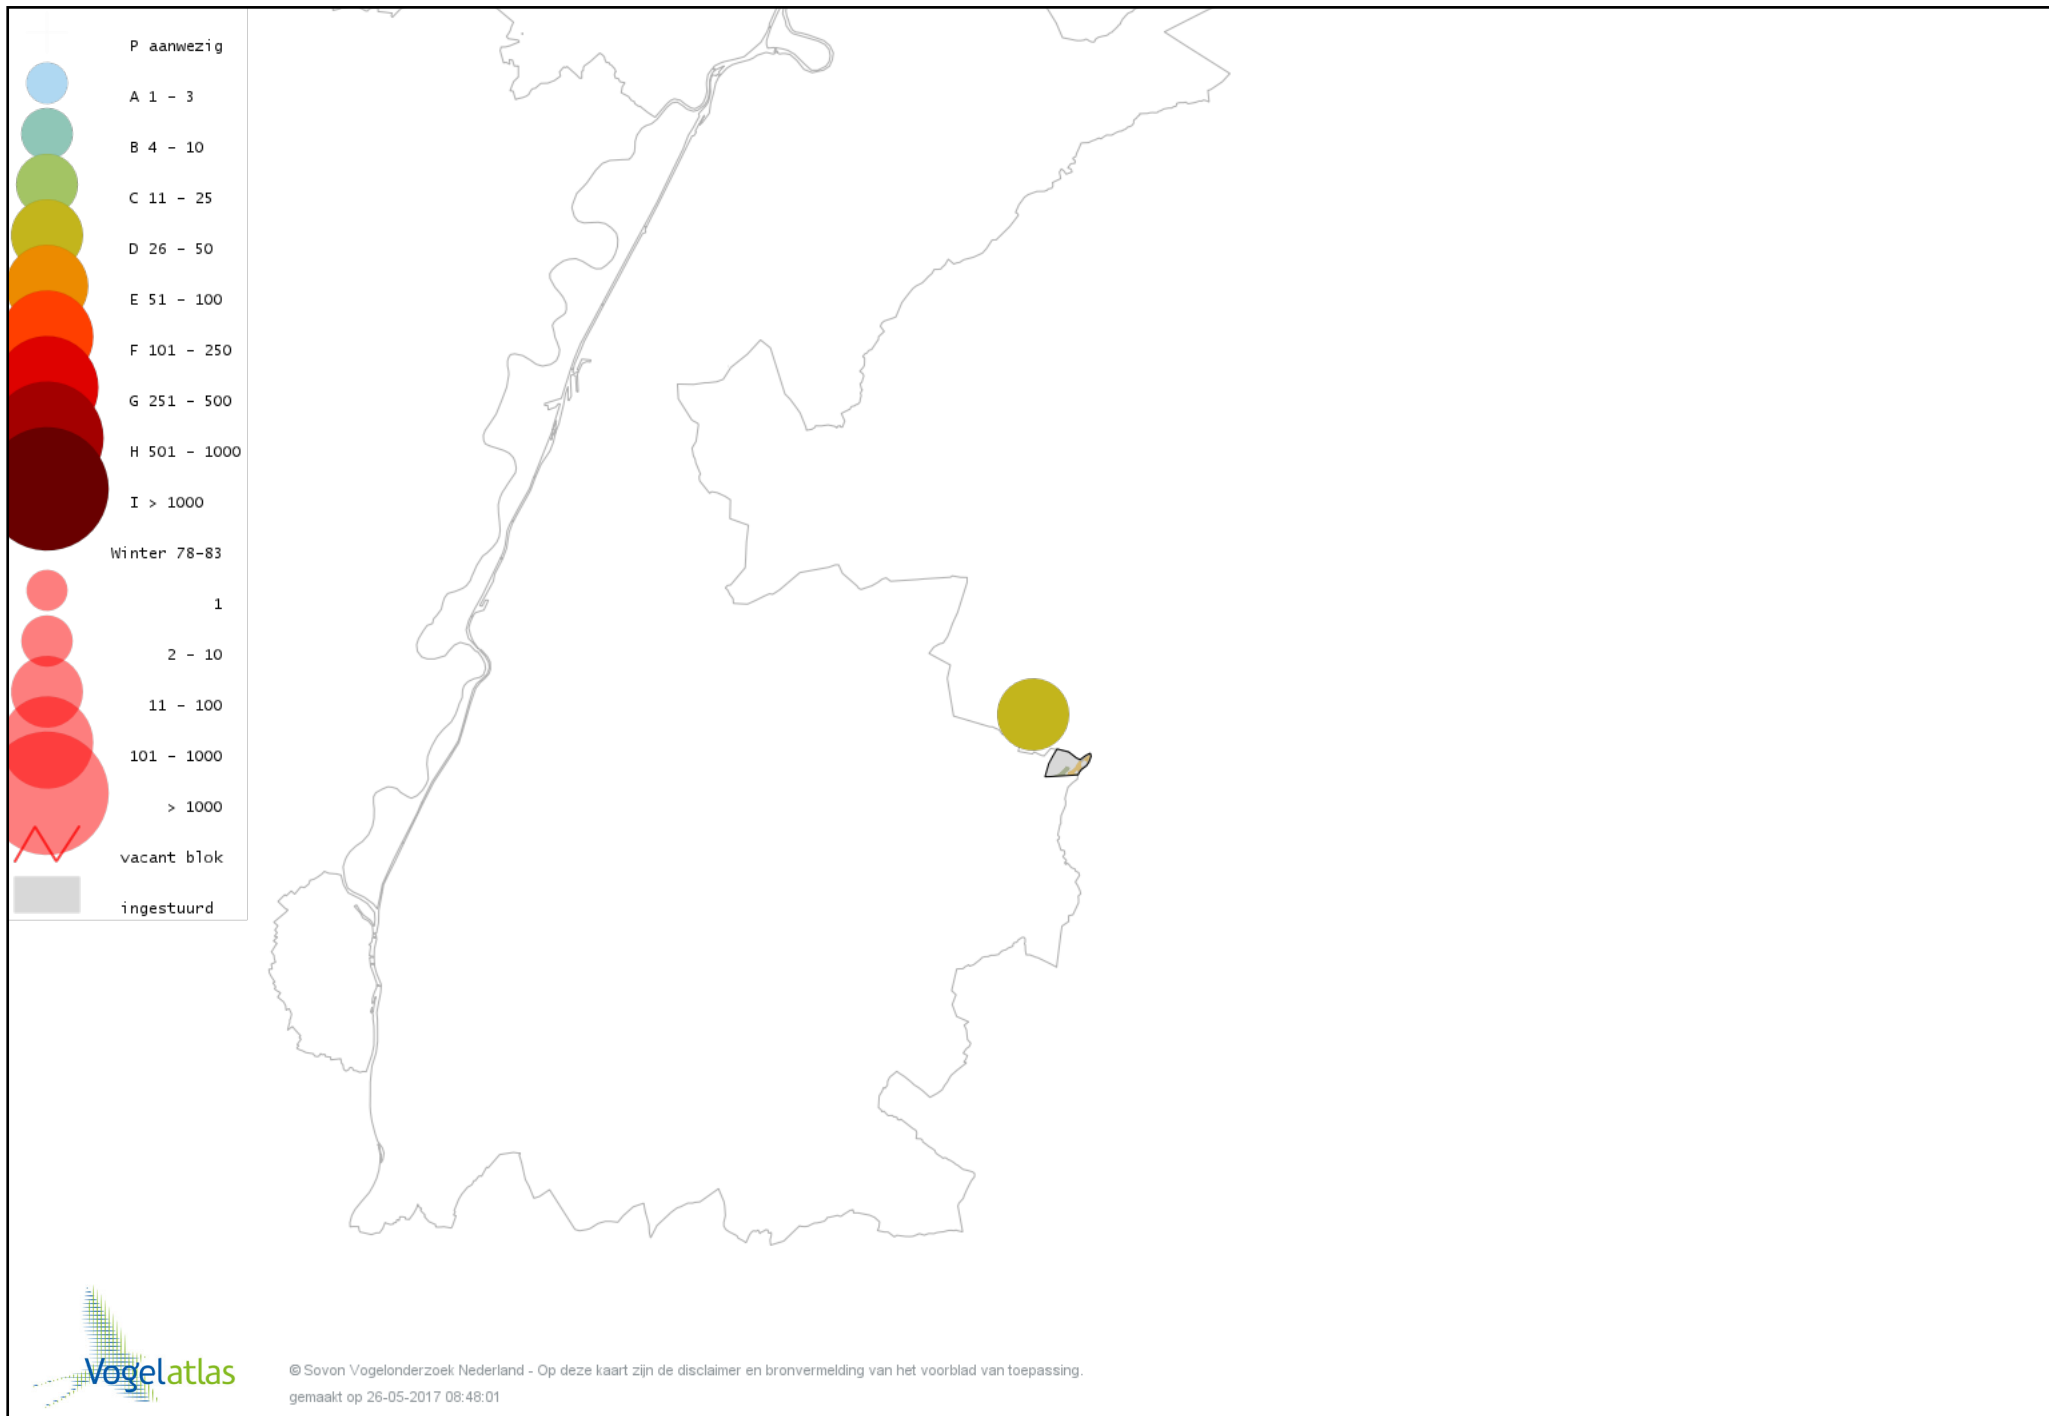 P aanwezig
A 1 – 3
B 4 – 10
C 11 – 25
D 26 – 50
E 51 – 100
F 101 – 250
G 251 – 500
H 501 – 1000
I > 1000
Winter 78-83
1
2 – 10
11 – 100
101 – 1000
> 1000
vacant blok
ingestuurd
Vogelatlas
© Sovon Vogelonderzoek Nederland - Op deze kaart zijn de disclaimer en bronvermelding van het voorblad van toepassing.
gemaakt op 26-05-2017 08:48:01